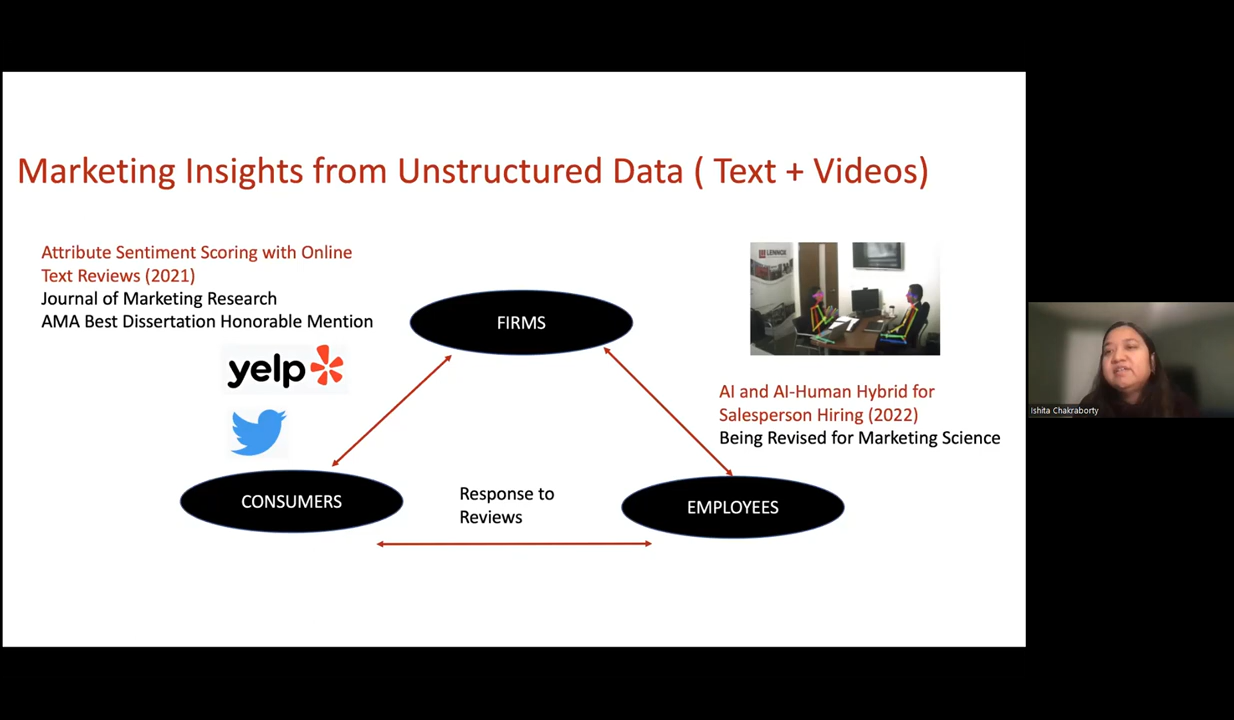 Marketing Insights from Unstructured Data ( Text + Videos)
Attribute Sentiment Scoring with Online
Text Reviews (2021)
Journal of Marketing Research
AMA Best Dissertation Honorable Mention
yelp
FIRMS
LENNOX
AI and AI-Human Hybrid for
Salesperson Hiring (2022)
Being Revised for Marketing Science
CONSUMERS
Response to
Reviews
EMPLOYEES
Ishita Chakraborty